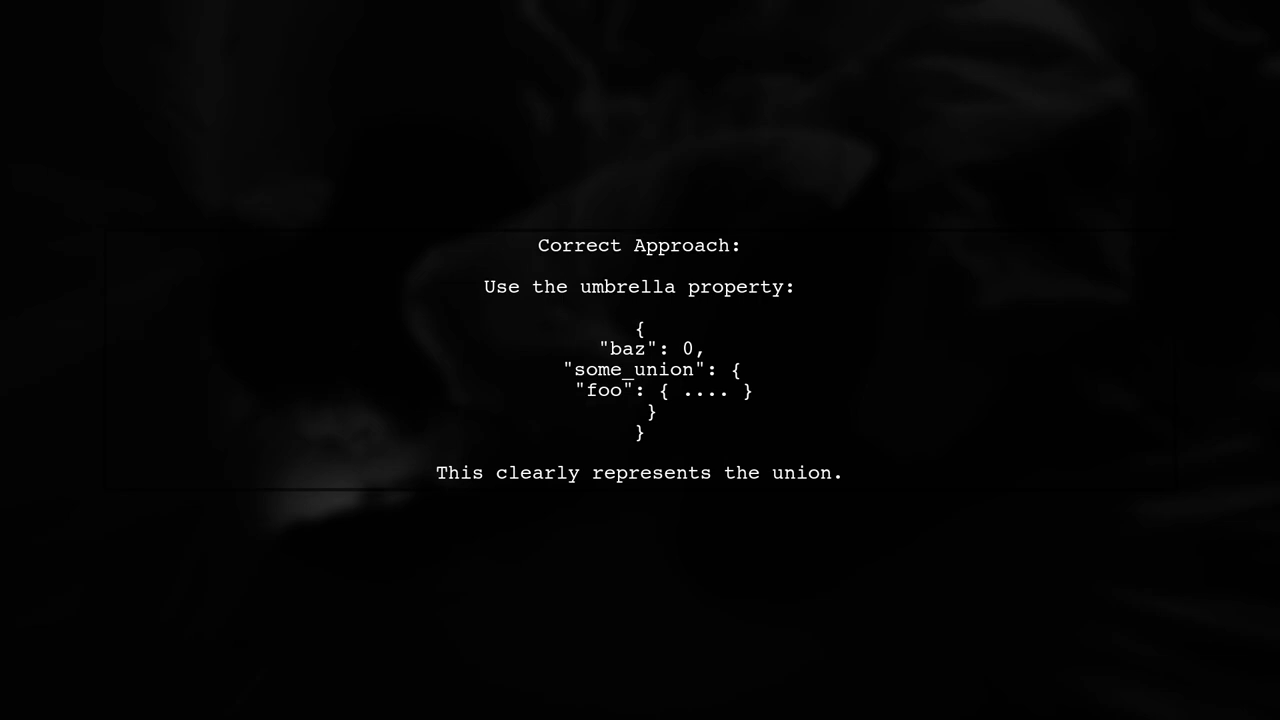 Correct Approach:
Use the umbrella property:
{
"baz": 0,
"some_union": {
"foo": { .... }
}
}
This clearly represents the union.